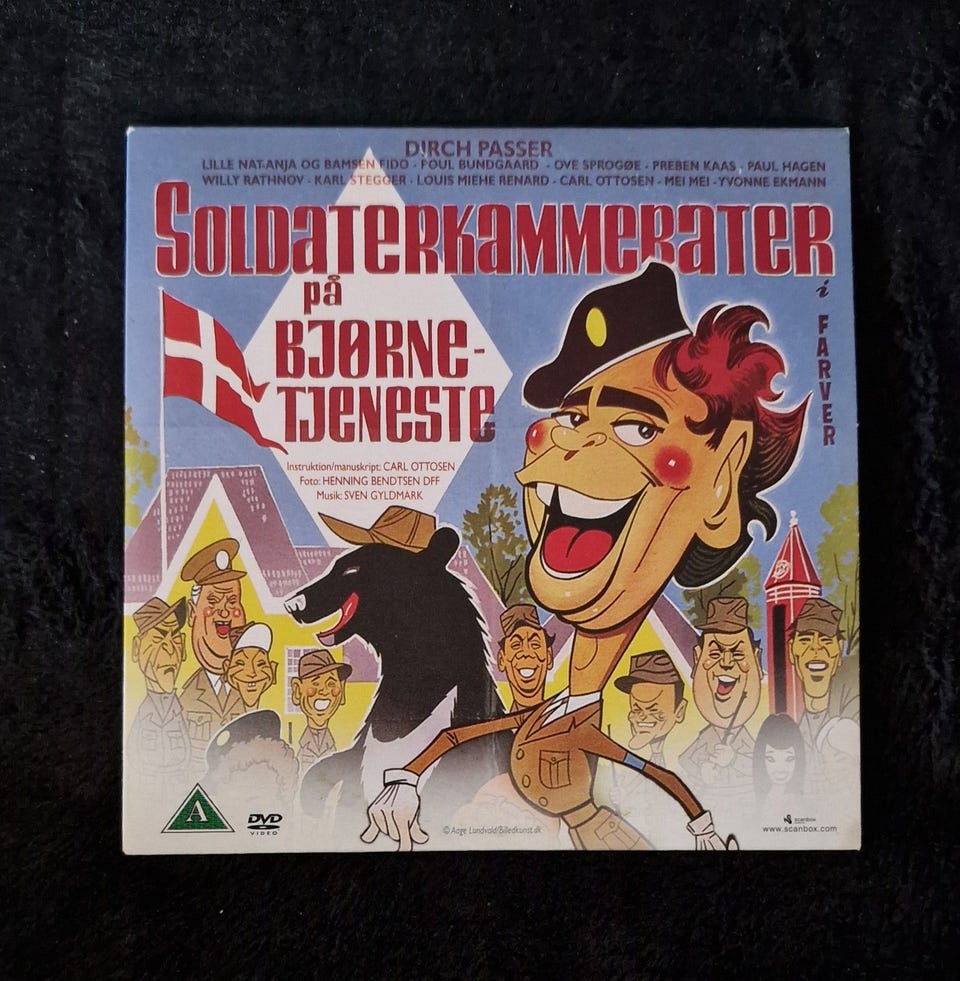 DIRCH PASSER
LILLE NATANJA OG BAMSEN FIDO - POUL BUNDGAARD - OVE SPROGØE - PREBEN KAAS - PAUL HAGEN
WILLY RATHNOV - KARL STEGGER - LOUIS MIEHE RENARD - CARL OTTOSEN - MEI MEI - YVONNE EKMANN
SOLDATERKAMMERATER
på
BJØRNE-
TJENESTE
i FARVER
Instruktion/manuskript: CARL OTTOSEN
Foto: HENNING BENDTSEN DFF
Musik: SVEN GYLDMARK
A
DVD
VIDEO
© Aage Lundvald/Billedkunst.dk
scanbox
www.scanbox.com